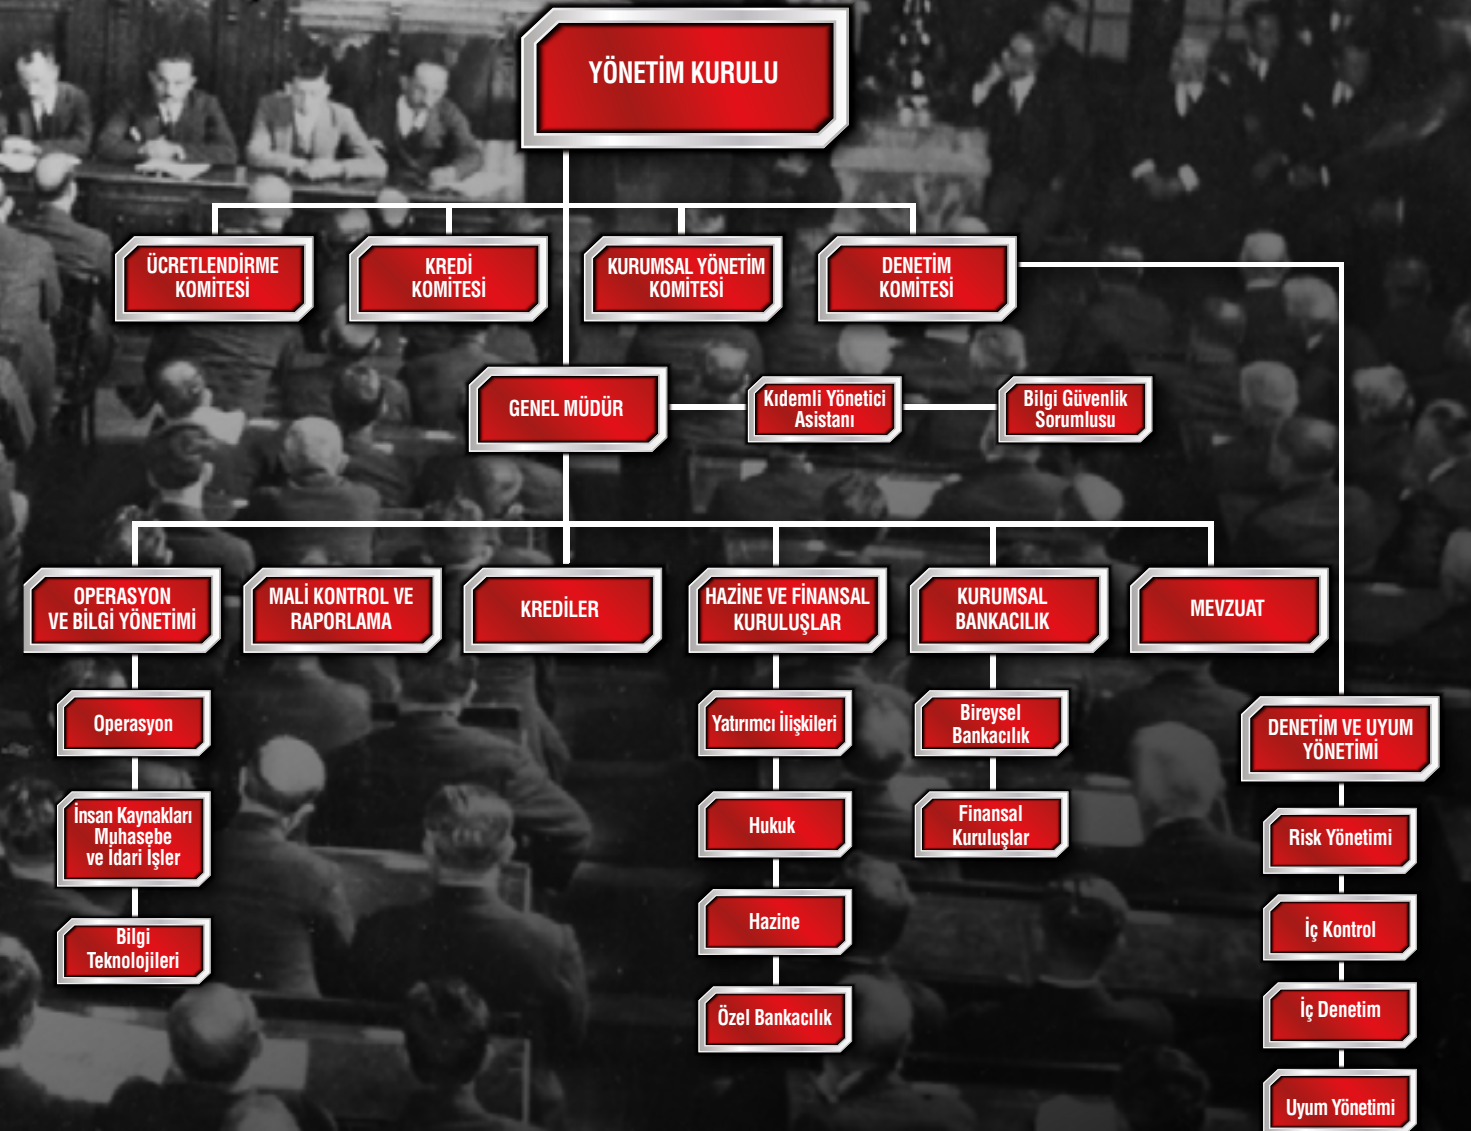 YÖNETİM KURULU
ÜCRETLENDİRME
KOMİTESİ
KREDİ
KOMİTESİ
KURUMSAL YÖNETİM
KOMİTESİ
DENETİM
KOMİTESİ
GENEL MÜDÜR
Kıdemli Yönetici
Asistanı
Bilgi Güvenlik
Sorumlusu
OPERASYON
VE BİLGİ YÖNETİMİ
MALİ KONTROL VE
RAPORLAMA
KREDİLER
HAZİNE VE FİNANSAL
KURULUŞLAR
KURUMSAL
BANKACILIK
MEVZUAT
Operasyon
İnsan Kaynakları
Muhasebe
ve İdari İşler
Bilgi
Teknolojileri
Yatırımcı İlişkileri
Hukuk
Hazine
Özel Bankacılık
Bireysel
Bankacılık
Finansal
Kuruluşlar
DENETİM VE UYUM
YÖNETİMİ
Risk Yönetimi
İç Kontrol
İç Denetim
Uyum Yönetimi